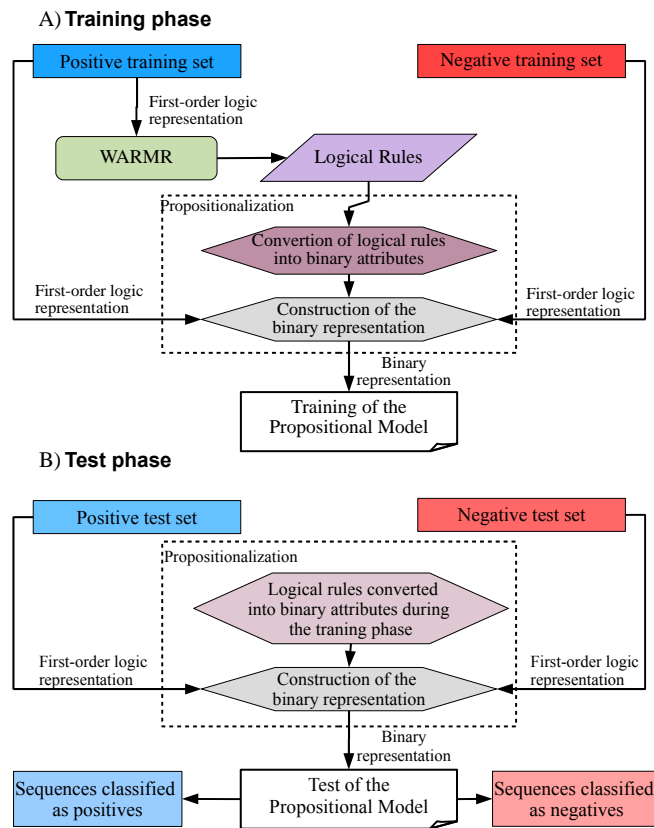 A) Training phase
Positive training set
Negative training set
First-order logic
representation
WARMR
Logical Rules
Propositionalization
Convertion of logical rules
into binary attributes
First-order logic
representation
Construction of the
binary representation
First-order logic
representation
Binary
representation
Training of the
Propositional Model
B) Test phase
Positive test set
Negative test set
Propositionalization
Logical rules converted
into binary attributes during
the traning phase
First-order logic
representation
Construction of the
binary representation
First-order logic
representation
Binary
representation
Sequences classified
as positives
Test of the
Propositional Model
Sequences classified
as negatives